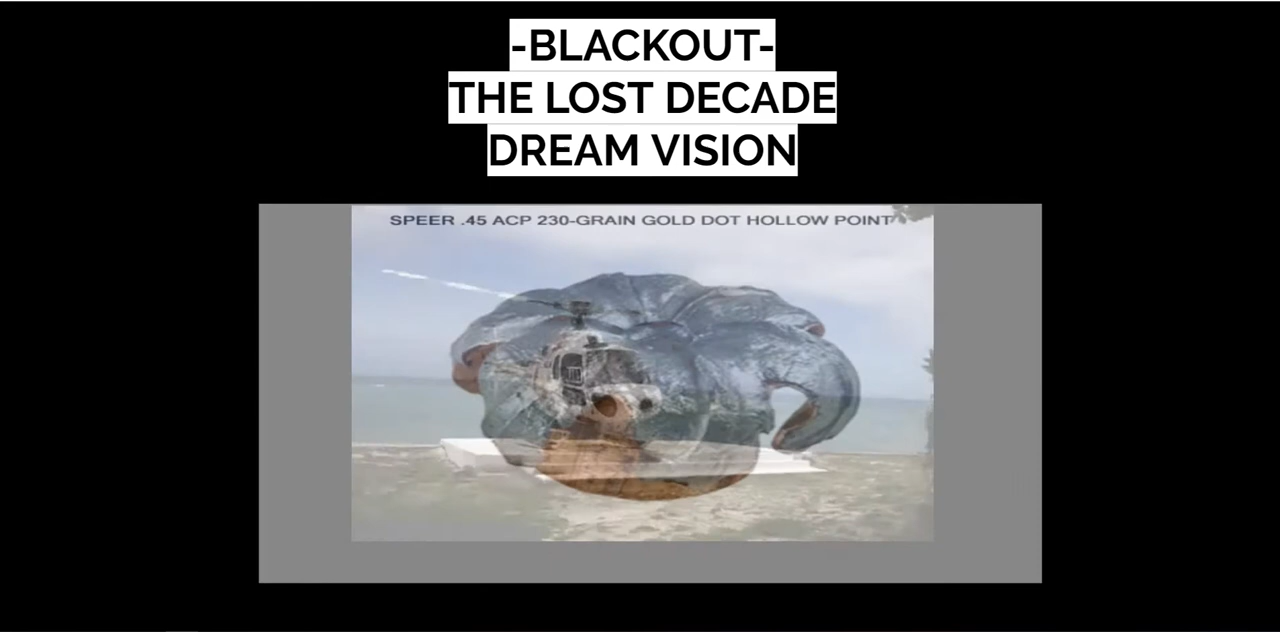 -BLACKOUT-
THE LOST DECADE
DREAM VISION
SPEER .45 ACP 230-GRAIN GOLD DOT HOLLOW POINT